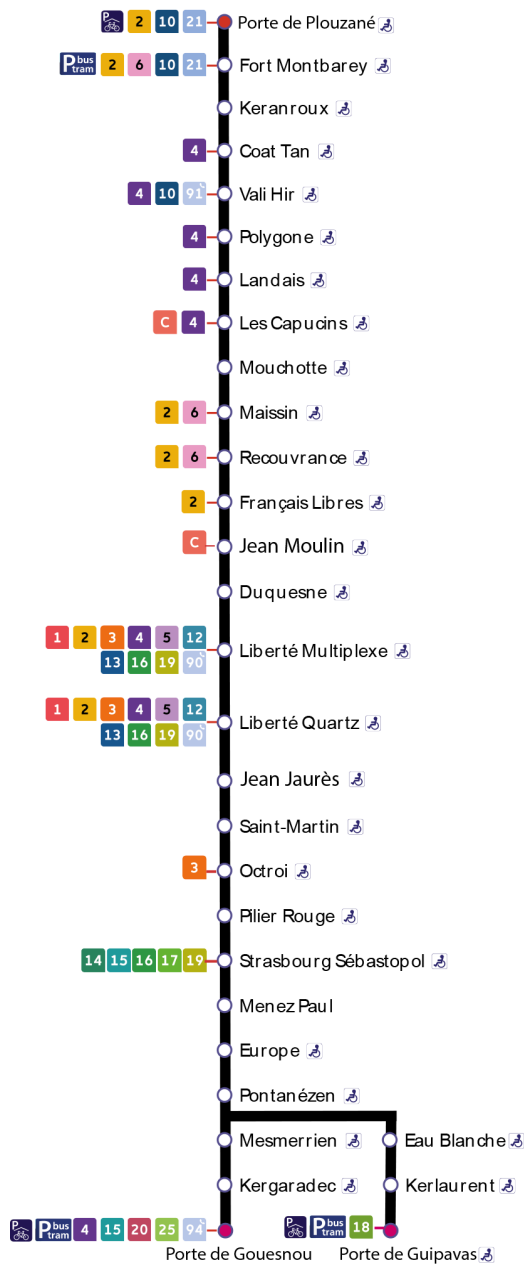 P 2 10 21 Porte de Plouzané
P bus tram 2 6 10 21 Fort Montbarey
Keranroux
4 Coat Tan
4 10 91 Vali Hir
4 Polygone
4 Landais
C 4 Les Capucins
Mouchotte
2 6 Maissin
2 6 Recouvrance
2 Français Libres
C Jean Moulin
Duquesne
1 2 3 4 5 12
Liberté Multiplexe
13 16 19 90
1 2 3 4 5 12
Liberté Quartz
13 16 19 90
Jean Jaurès
Saint-Martin
3 Octroi
Pilier Rouge
14 15 16 17 19 Strasbourg Sébastopol
Menez Paul
Europe
Pontanézen
Mesmerrien Eau Blanche
Kergaradec Kerlaurent
P P bus tram 4 15 20 25 94 P P bus tram 18
Porte de Gouesnou Porte de Guipavas